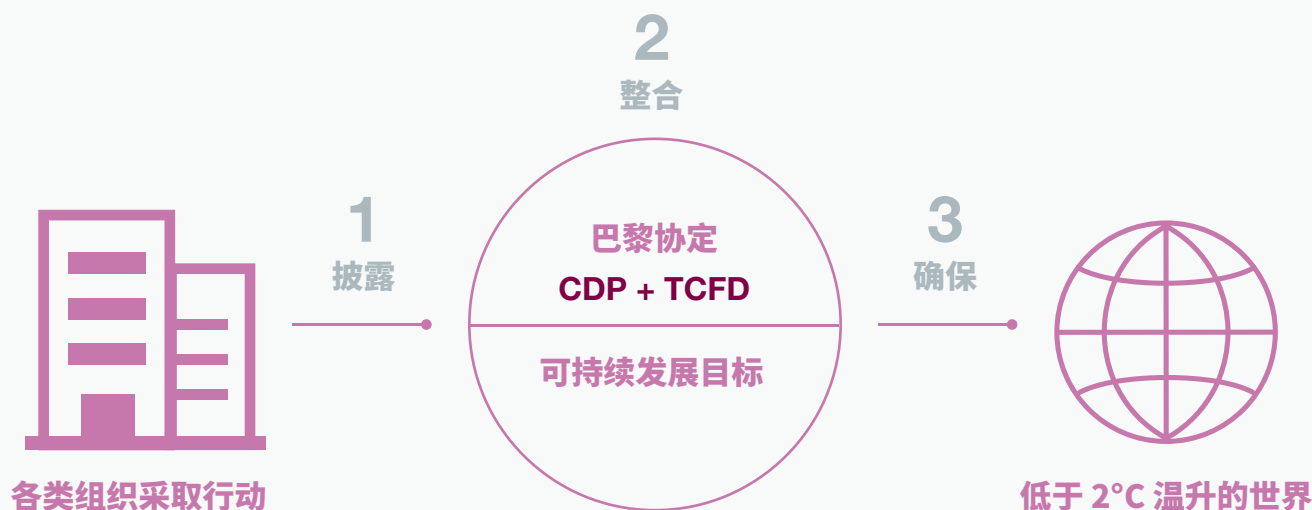 2
整合
1
披露
巴黎协定
CDP + TCFD
可持续发展目标
3
确保
各类组织采取行动
低于 2°C 温升的世界